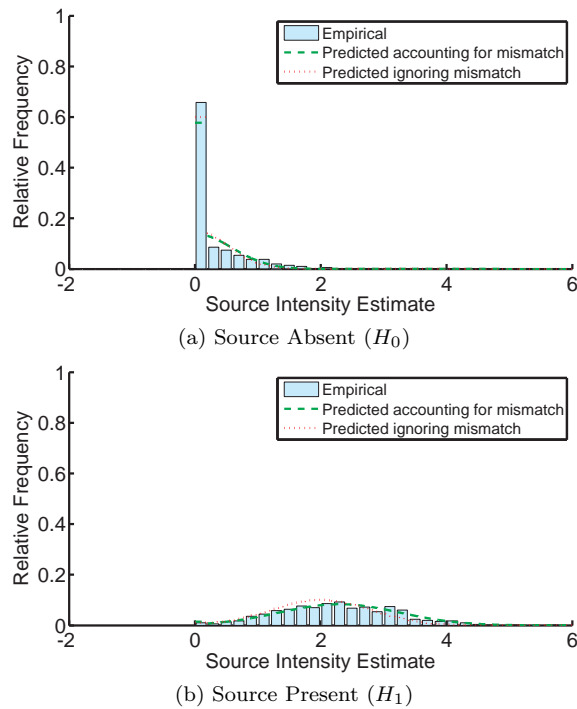 1
0.8
0.6
0.4
0.2
0
Relative Frequency
Empirical
Predicted accounting for mismatch
Predicted ignoring mismatch
-2 0 2 4 6
Source Intensity Estimate
(a) Source Absent (H₀)
1
0.8
0.6
0.4
0.2
0
Relative Frequency
Empirical
Predicted accounting for mismatch
Predicted ignoring mismatch
-2 0 2 4 6
Source Intensity Estimate
(b) Source Present (H₁)